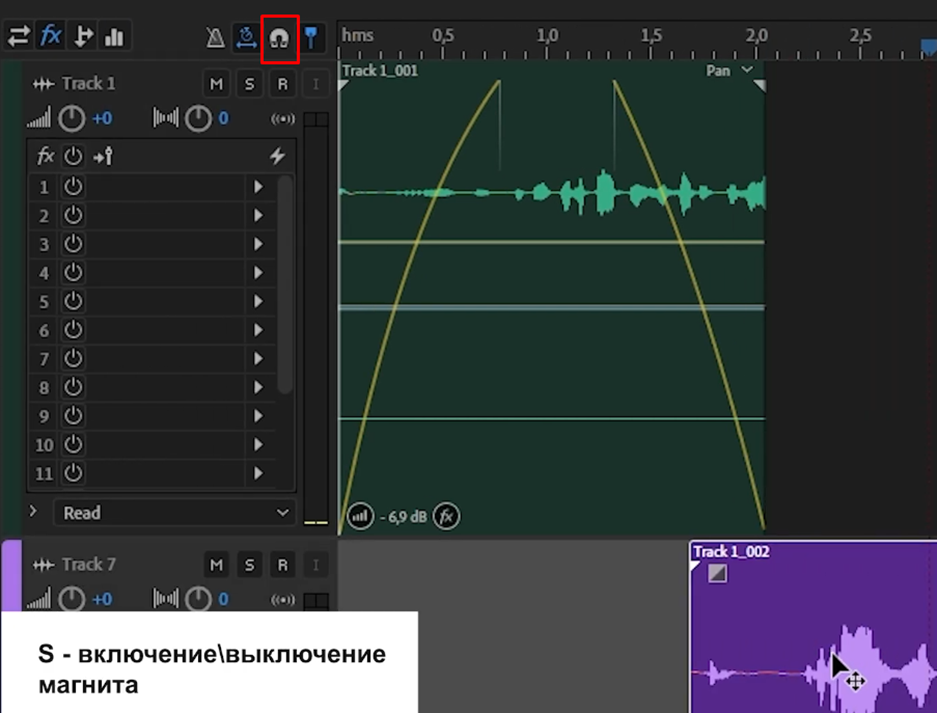 fx
hms 0,5 1,0 1,5 2,0 2,5
Track 1 M S R I
Track 1_001 Pan
+0 0
fx
1
2
3
4
5
6
7
8
9
10
11
Read
- 6,9 dB fx
Track 7 M S R I
Track 1_002
+0 0
S - включение\выключение
магнита